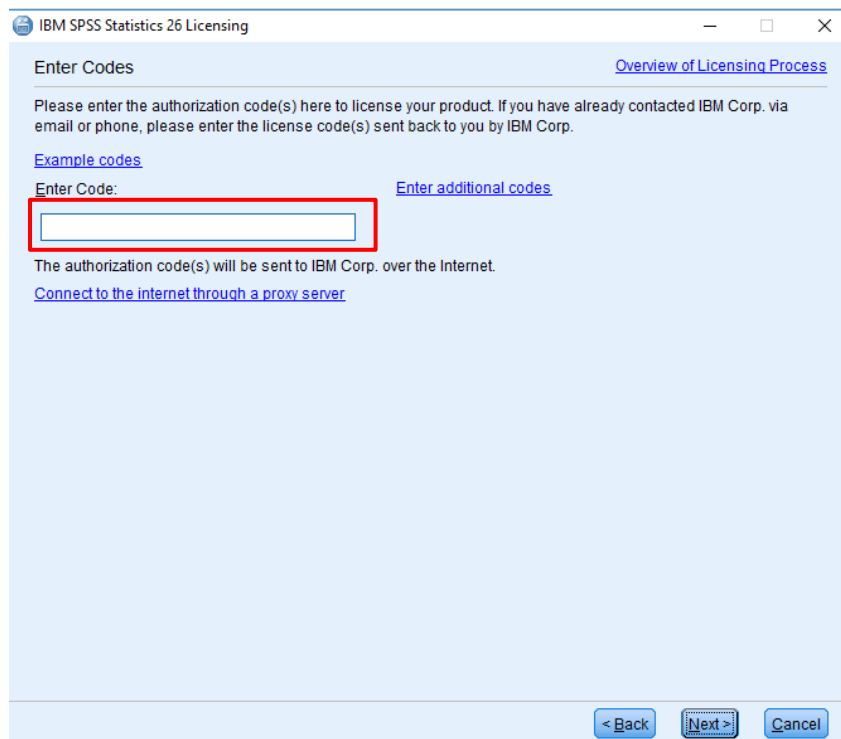 IBM SPSS Statistics 26 Licensing
Enter Codes
Overview of Licensing Process
Please enter the authorization code(s) here to license your product. If you have already contacted IBM Corp. via
email or phone, please enter the license code(s) sent back to you by IBM Corp.
Example codes
Enter Code:
Enter additional codes
The authorization code(s) will be sent to IBM Corp. over the Internet.
Connect to the internet through a proxy server
< Back
Next >
Cancel